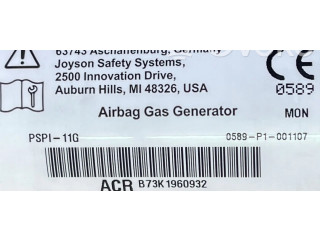 63743 Aschaffenburg, Germany
Joyson Safety Systems,
2500 Innovation Drive,
Auburn Hills, MI 48326, USA
CE
0589
Airbag Gas Generator
MON
PSPI-11G
0589-P1-001107
ACR B73K1960932